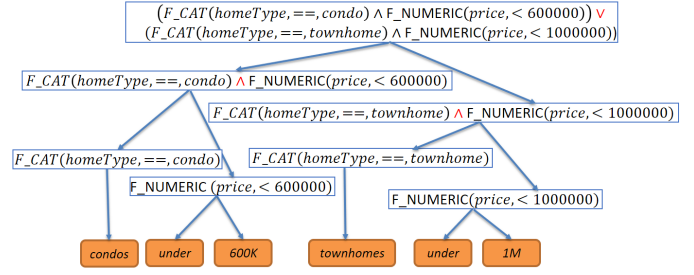 (F_CAT(homeType,==,condo) ∧ F_NUMERIC(price,< 600000)) ∨
(F_CAT(homeType,==,townhome) ∧ F_NUMERIC(price,< 1000000))
F_CAT(homeType,==,condo) ∧ F_NUMERIC(price,< 600000)
F_CAT(homeType,==,townhome) ∧ F_NUMERIC(price,< 1000000)
F_CAT(homeType,==,condo)
F_CAT(homeType,==,townhome)
F_NUMERIC (price,< 600000)
F_NUMERIC(price,< 1000000)
condos
under
600K
townhomes
under
1M